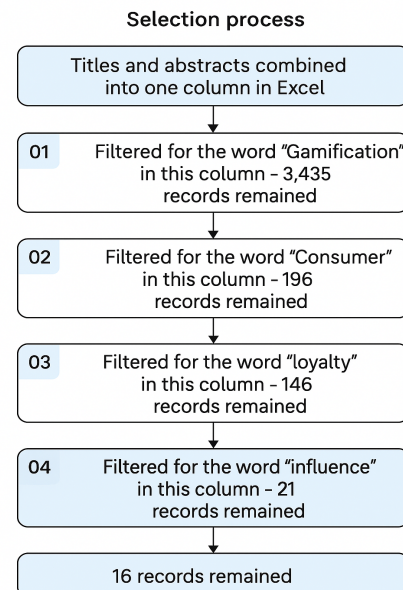 Selection process
Titles and abstracts combined
into one column in Excel
01
Filtered for the word “Gamification”
in this column – 3,435
records remained
02
Filtered for the word “Consumer”
in this column – 196
records remained
03
Filtered for the word “loyalty”
in this column – 146
records remained
04
Filtered for the word “influence”
in this column – 21
records remained
16 records remained